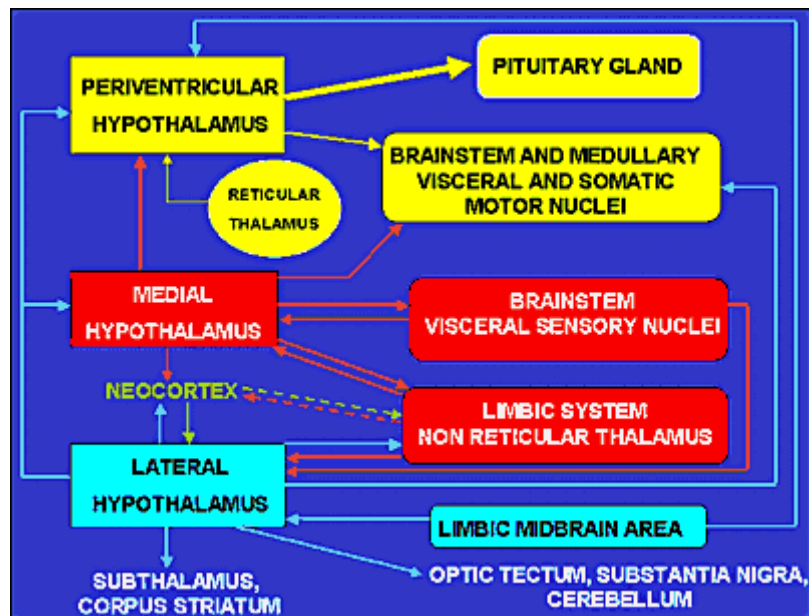 PERIVENTRICULAR
HYPOTHALAMUS
PITUITARY GLAND
BRAINSTEM AND MEDULLARY
VISCERAL AND SOMATIC
MOTOR NUCLEI
RETICULAR
THALAMUS
MEDIAL
HYPOTHALAMUS
BRAINSTEM
VISCERAL SENSORY NUCLEI
NEOCORTEX
LIMBIC SYSTEM
NON RETICULAR THALAMUS
LATERAL
HYPOTHALAMUS
LIMBIC MIDBRAIN AREA
SUBTHALAMUS,
CORPUS STRIATUM
OPTIC TECTUM, SUBSTANTIA NIGRA,
CEREBELLUM